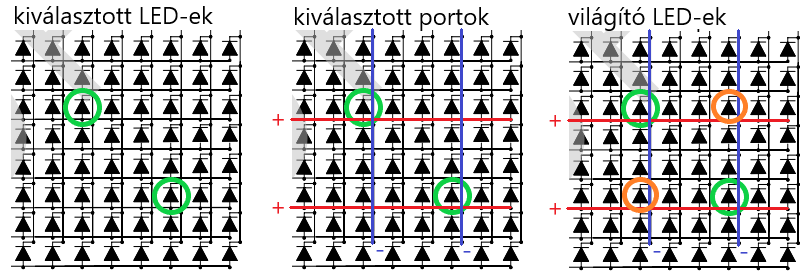 kiválasztott LED-ek
kiválasztott portok
világító LED-ek
+
+
+
+
- -
- -